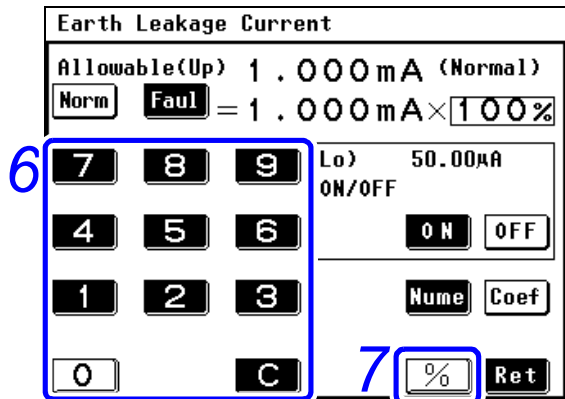 Earth Leakage Current
Allowable(Up) 1.000mA (Normal)
Norm Faul =1.000mA×100%
6
7 8 9 Lo) 50.00μA
ON/OFF
4 5 6 ON OFF
1 2 3 Nume Coef
0 C 7 % Ret